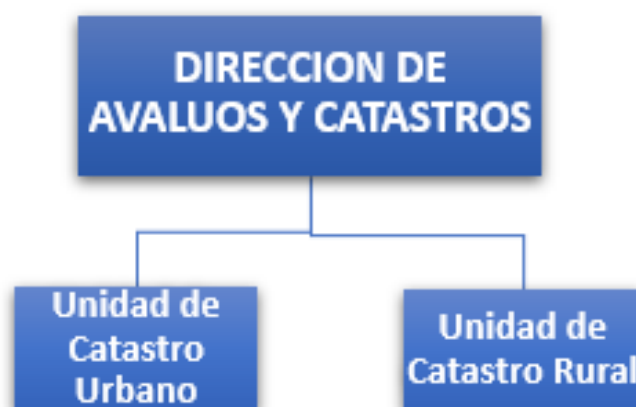 DIRECCION DE
AVALUOS Y CATASTROS
Unidad de
Catastro
Urbano
Unidad de
Catastro Rural